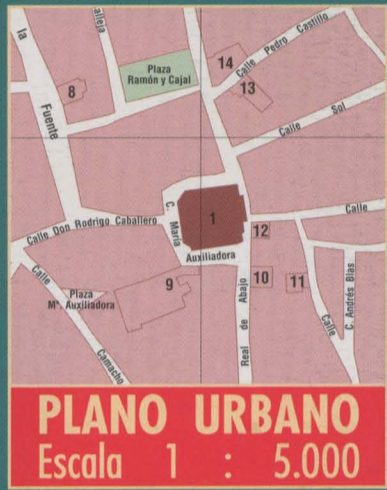 la
alleja
Fuente
8
Plaza
Ramón y Cajal
14
Calle Pedro Castillo
13
Calle Sol
C. María
Auxiliadora
1
Calle
12
Calle Don Rodrigo Caballero
Calle
Camacho
Plaza
Mª. Auxiliadora
9
Real de Abajo
10
11
Calle
C. Andrés Blas
PLANO URBANO
Escala 1 : 5.000